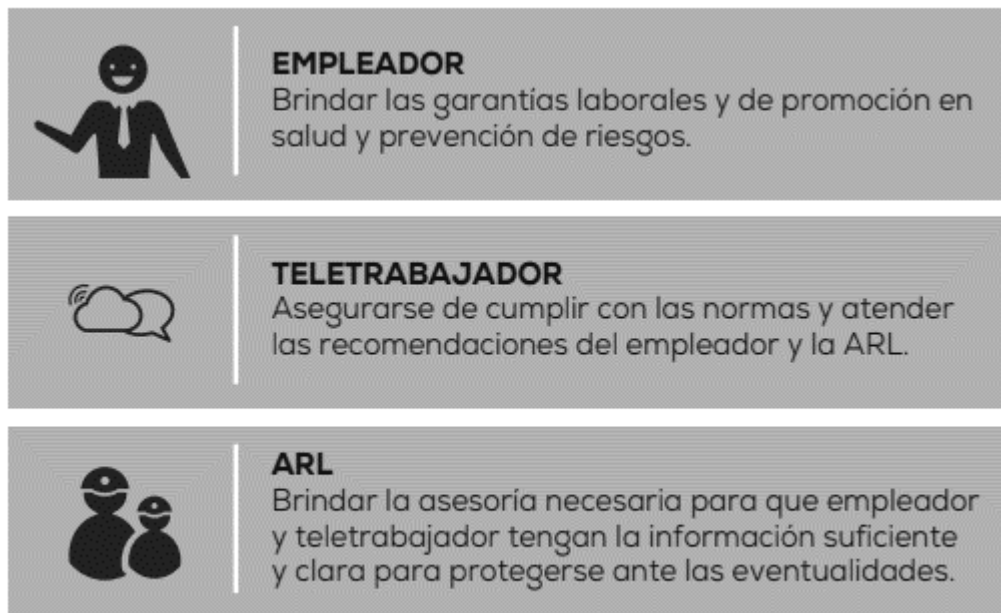 EMPLEADOR
Brindar las garantías laborales y de promoción en
salud y prevención de riesgos.
TELETRABAJADOR
Asegurarse de cumplir con las normas y atender
las recomendaciones del empleador y la ARL.
ARL
Brindar la asesoría necesaria para que empleador
y teletrabajador tengan la información suficiente
y clara para protegerse ante las eventualidades.